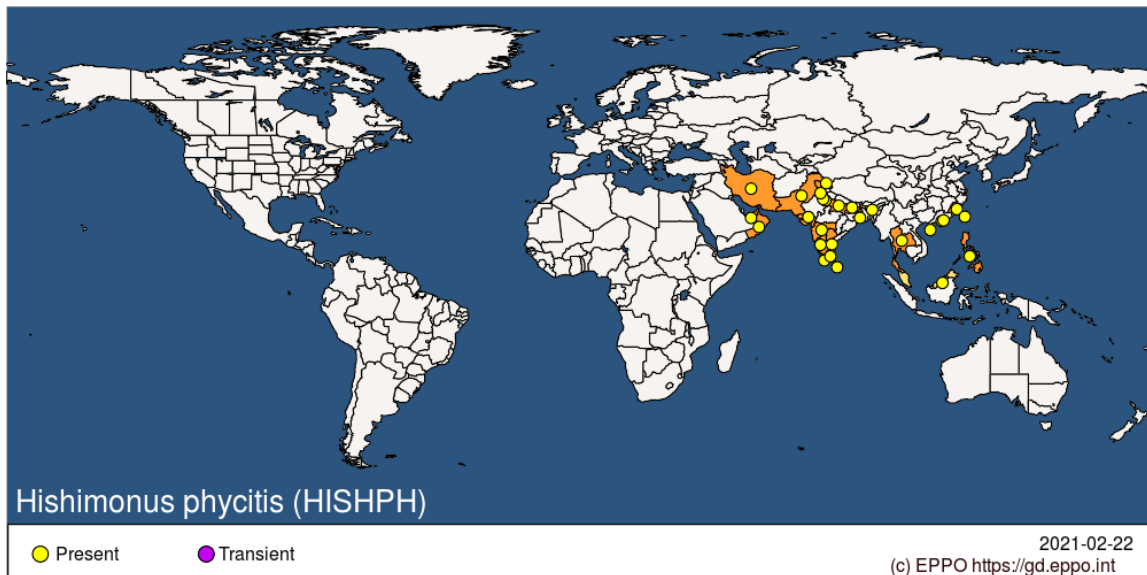 Hishimonus phycitis (HISHPH)
Present
Transient
2021-02-22
(c) EPPO https://gd.eppo.int